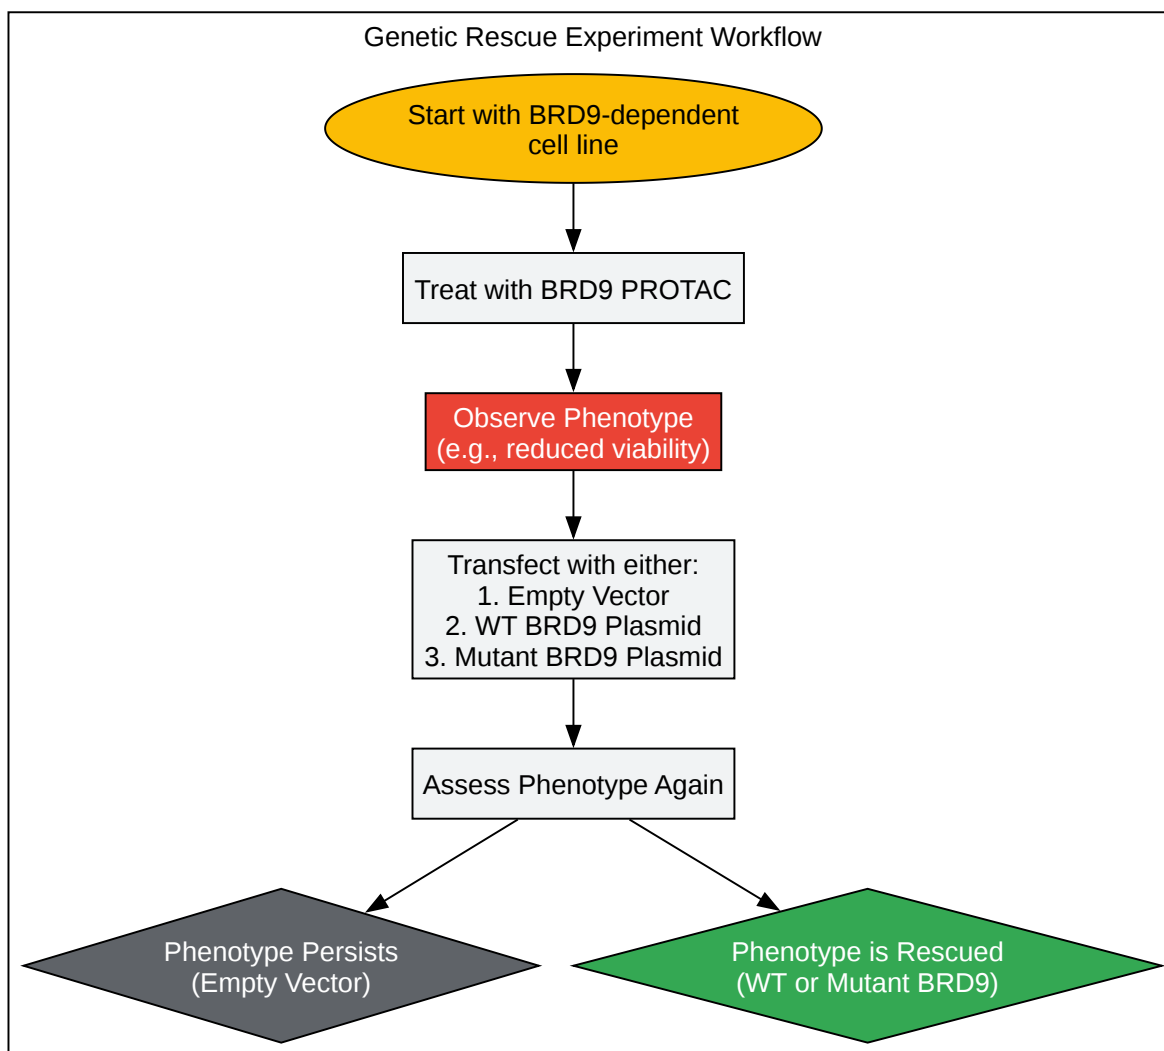 Genetic Rescue Experiment Workflow
Start with BRD9-dependent
cell line
Treat with BRD9 PROTAC
Observe Phenotype
(e.g., reduced viability)
Transfect with either:
1. Empty Vector
2. WT BRD9 Plasmid
3. Mutant BRD9 Plasmid
Assess Phenotype Again
Phenotype Persists
(Empty Vector)
Phenotype is Rescued
(WT or Mutant BRD9)